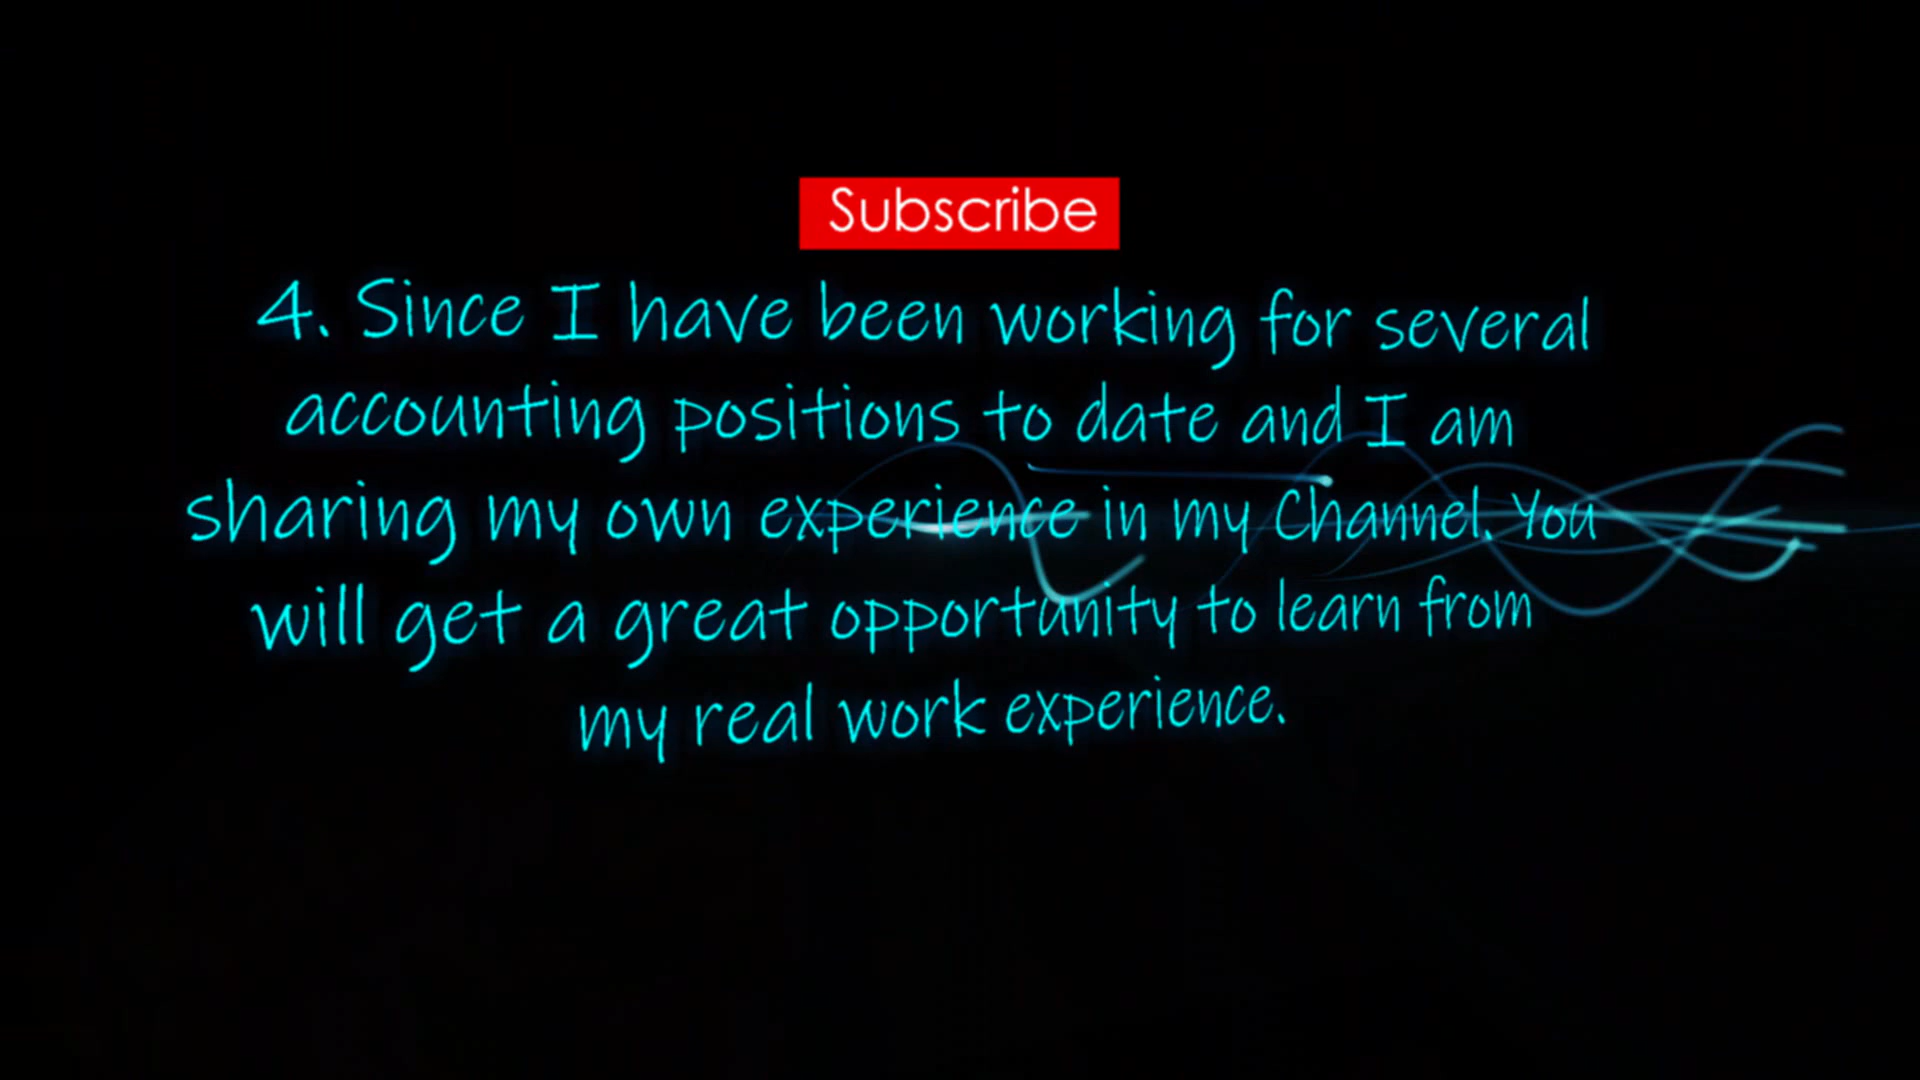 Subscribe
4. Since I have been working for several
accounting positions to date and I am
sharing my own experience in my Channel. You
will get a great opportunity to learn from
my real work experience.